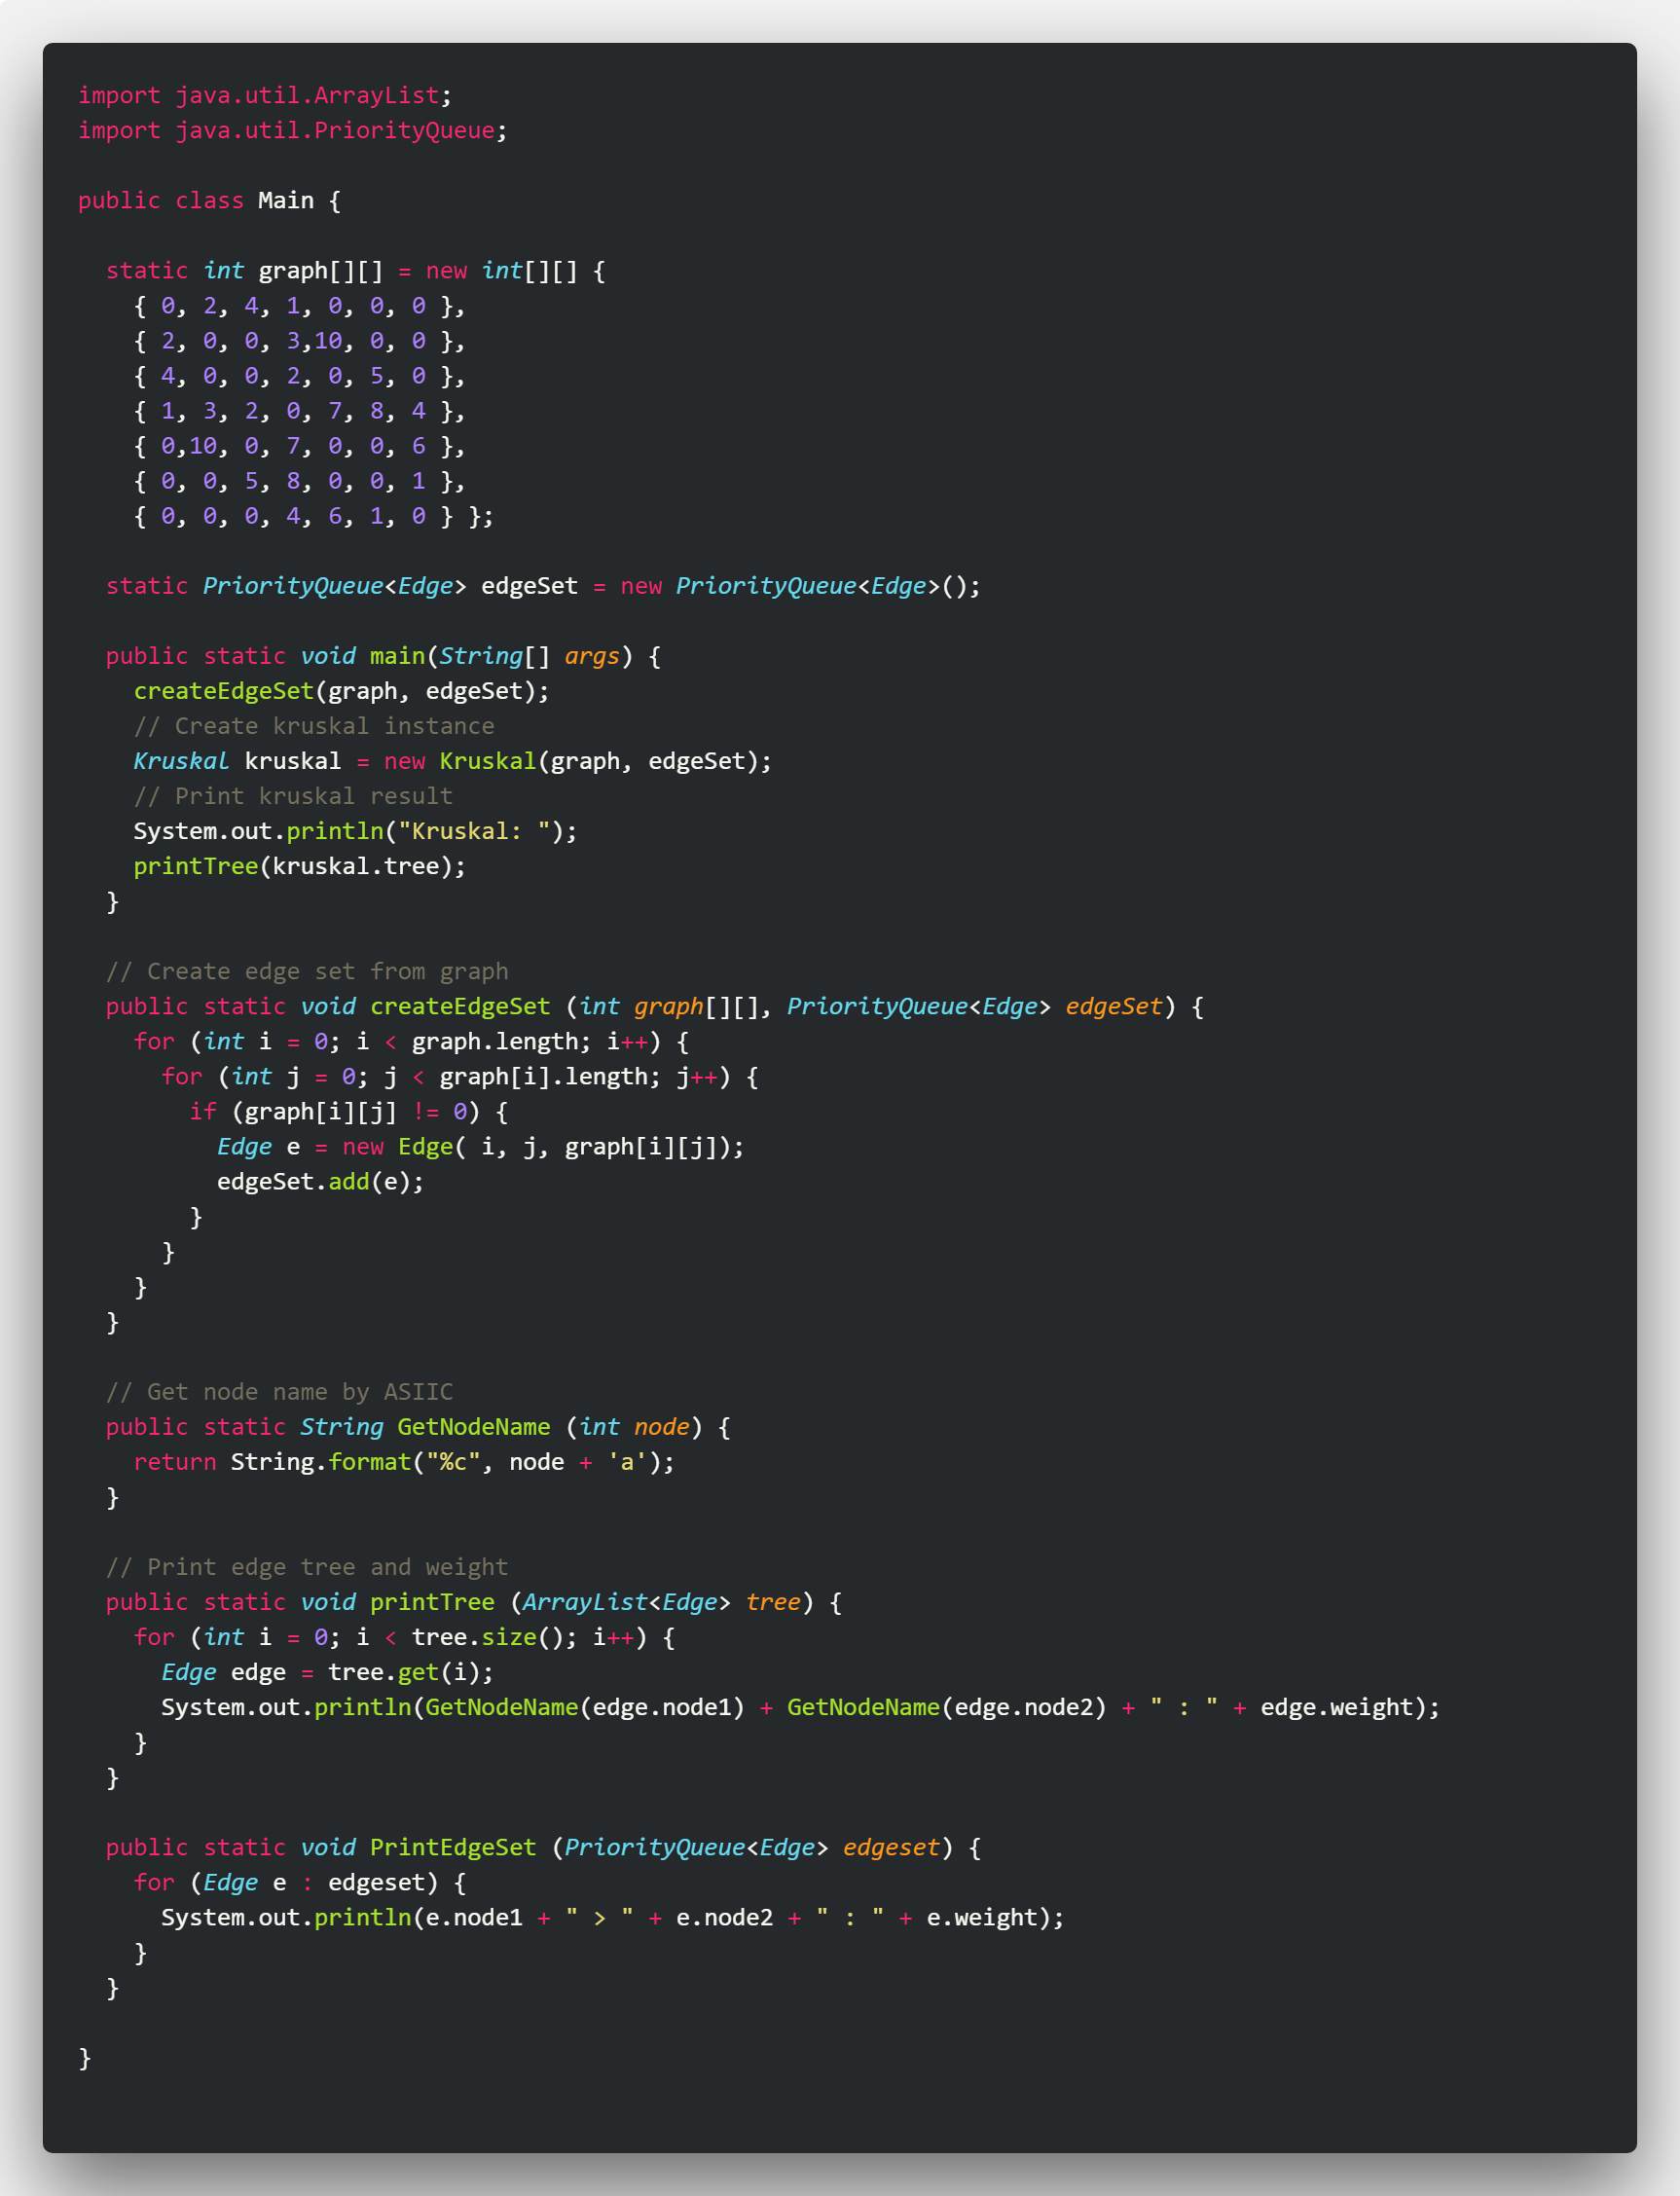 import java.util.ArrayList;
import java.util.PriorityQueue;

public class Main {

  static int graph[][] = new int[][] {
    { 0, 2, 4, 1, 0, 0, 0 },
    { 2, 0, 0, 3,10, 0, 0 },
    { 4, 0, 0, 2, 0, 5, 0 },
    { 1, 3, 2, 0, 7, 8, 4 },
    { 0,10, 0, 7, 0, 0, 6 },
    { 0, 0, 5, 8, 0, 0, 1 },
    { 0, 0, 0, 4, 6, 1, 0 } };

  static PriorityQueue<Edge> edgeSet = new PriorityQueue<Edge>();

  public static void main(String[] args) {
    createEdgeSet(graph, edgeSet);
    // Create kruskal instance
    Kruskal kruskal = new Kruskal(graph, edgeSet);
    // Print kruskal result
    System.out.println("Kruskal: ");
    printTree(kruskal.tree);
  }

  // Create edge set from graph
  public static void createEdgeSet (int graph[][], PriorityQueue<Edge> edgeSet) {
    for (int i = 0; i < graph.length; i++) {
      for (int j = 0; j < graph[i].length; j++) {
        if (graph[i][j] != 0) {
          Edge e = new Edge( i, j, graph[i][j]);
          edgeSet.add(e);
        }
      }
    }
  }

  // Get node name by ASIIC
  public static String GetNodeName (int node) {
    return String.format("%c", node + 'a');
  }

  // Print edge tree and weight
  public static void printTree (ArrayList<Edge> tree) {
    for (int i = 0; i < tree.size(); i++) {
      Edge edge = tree.get(i);
      System.out.println(GetNodeName(edge.node1) + GetNodeName(edge.node2) + " : " + edge.weight);
    }
  }

  public static void PrintEdgeSet (PriorityQueue<Edge> edgeset) {
    for (Edge e : edgeset) {
      System.out.println(e.node1 + " > " + e.node2 + " : " + e.weight);
    }
  }

}